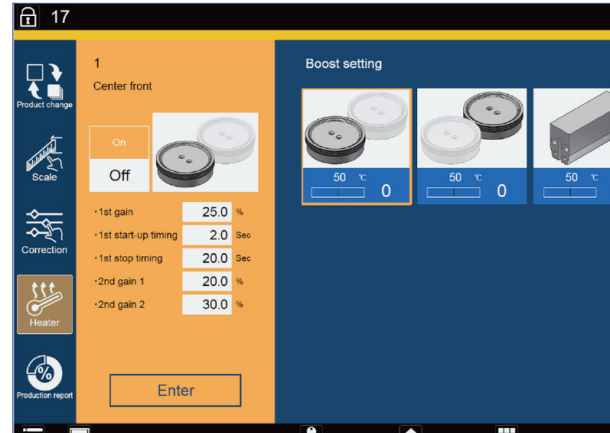 17
Product change
Scale
Correction
Heater
Production report
1
Center front
On
Off
・1st gain 25.0 %
・1st start-up timing 2.0 Sec
・1st stop timing 20.0 Sec
・2nd gain 1 20.0 %
・2nd gain 2 30.0 %
Enter
Boost setting
50 ℃
0
50 ℃
0
50 ℃